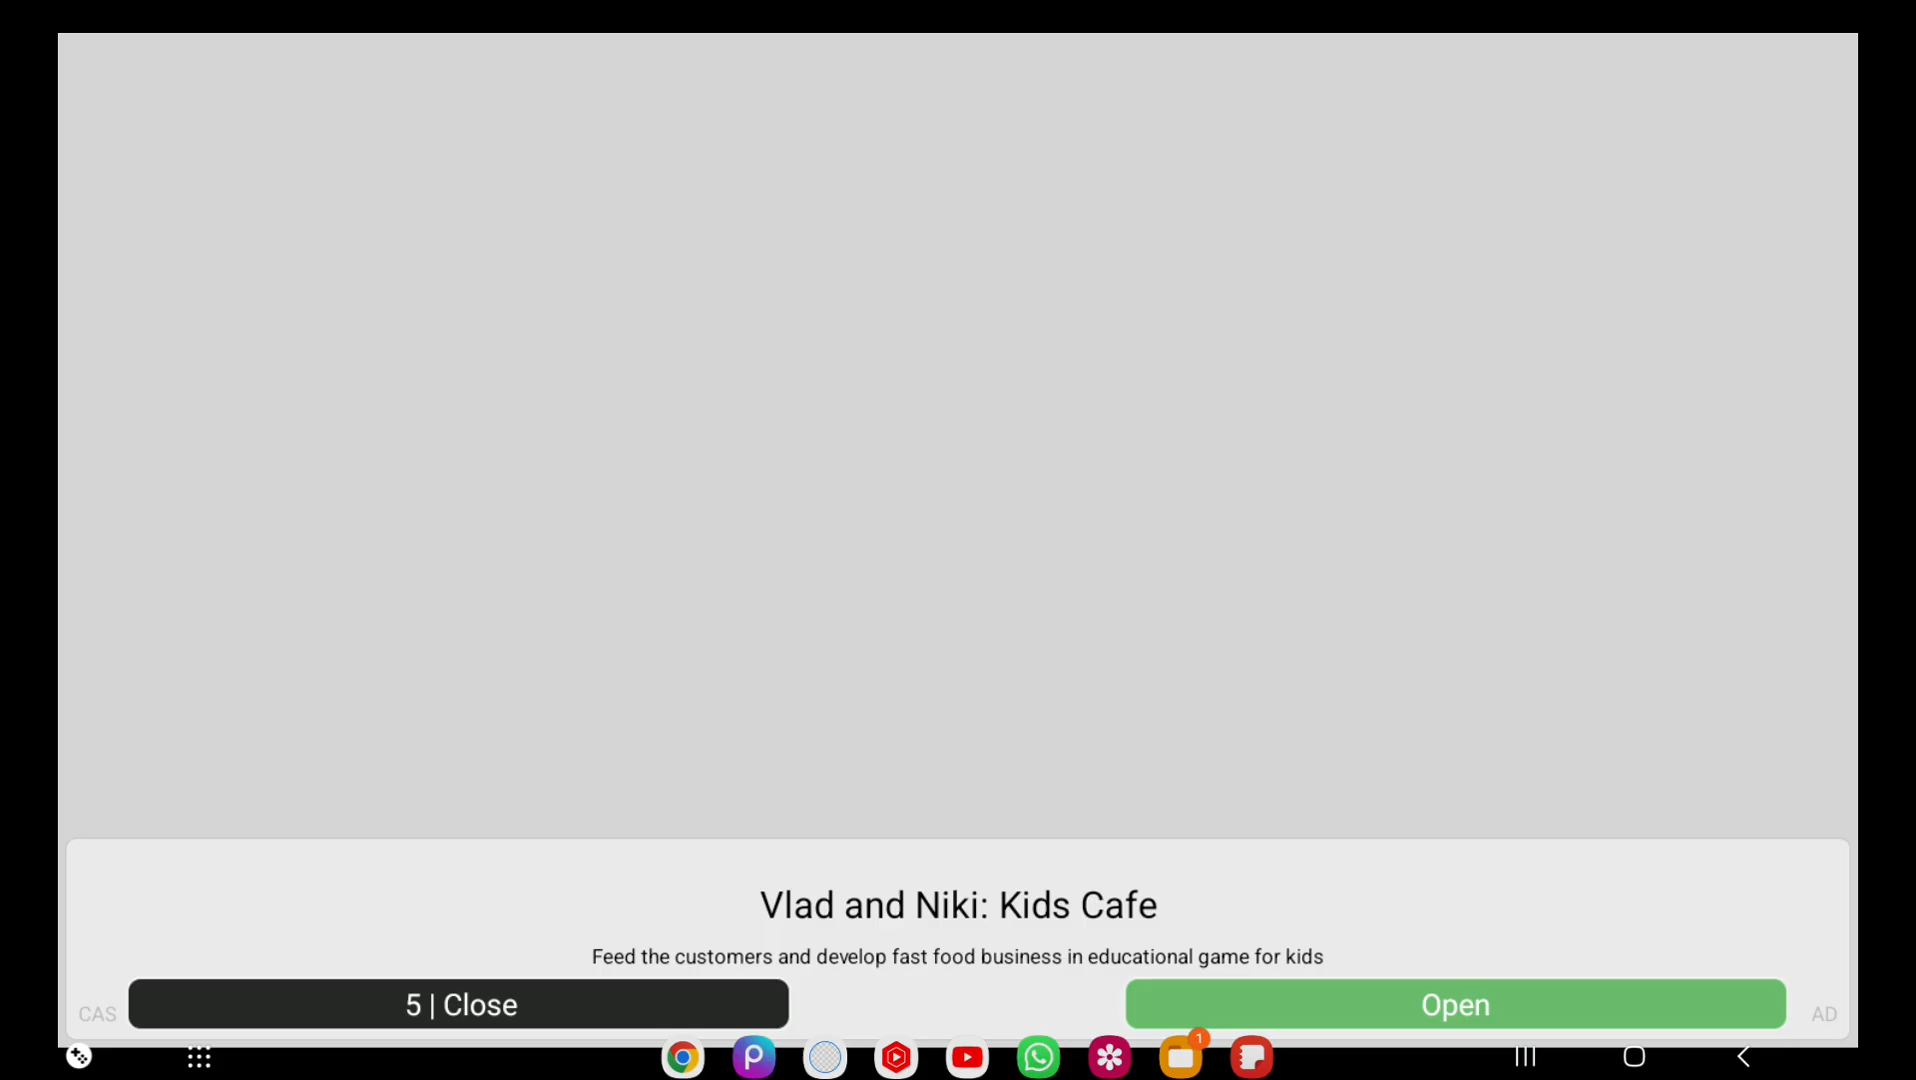 Vlad and Niki: Kids Cafe
Feed the customers and develop fast food business in educational game for kids
CAS
5 | Close
Open
AD
1